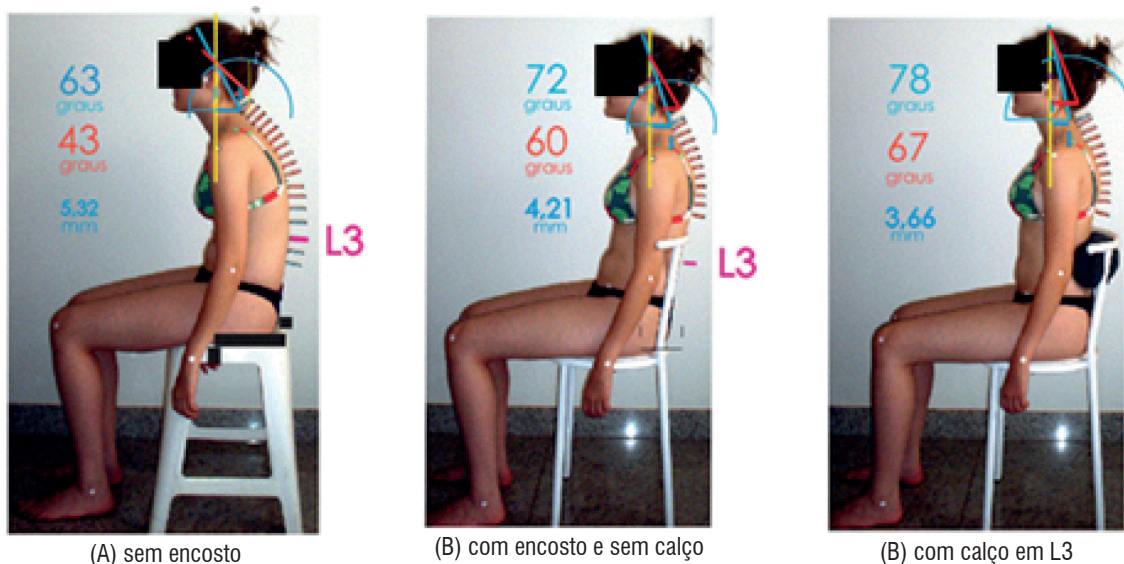 63
graus
43
graus
5,32
mm
L3
(A) sem encosto
72
graus
60
graus
4,21
mm
L3
(B) com encosto e sem calço
78
graus
67
graus
3,66
mm
(B) com calço em L3